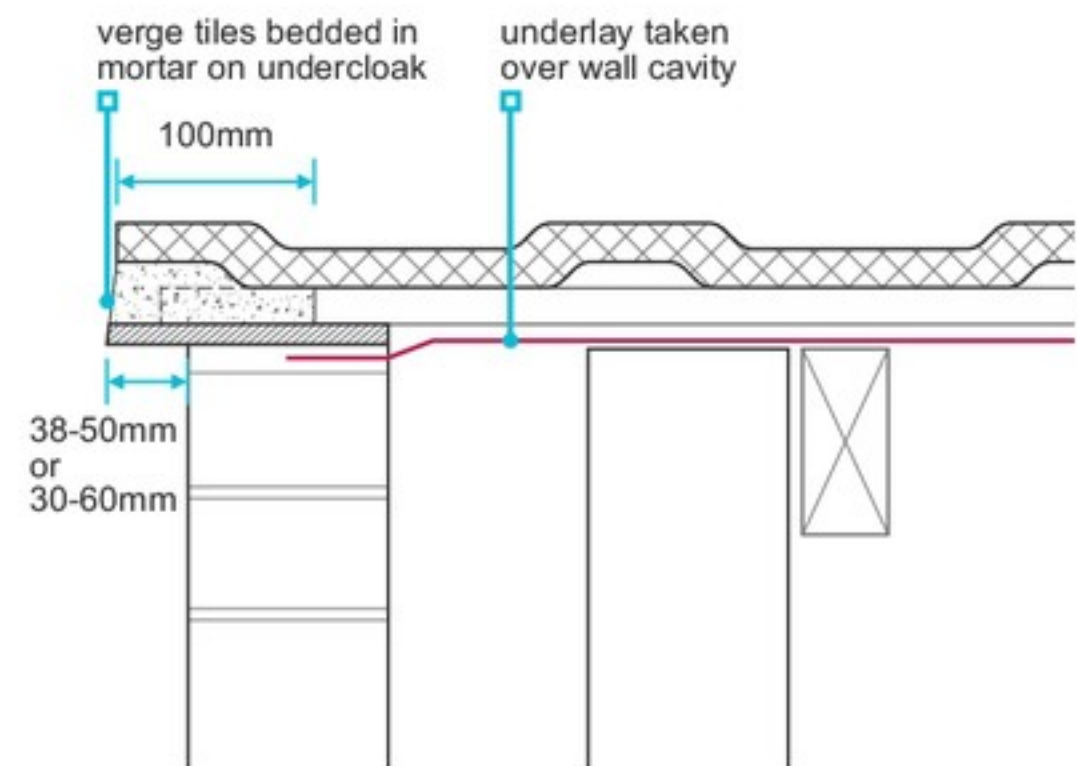 verge tiles bedded in
mortar on undercloak
underlay taken
over wall cavity
100mm
38-50mm
or
30-60mm